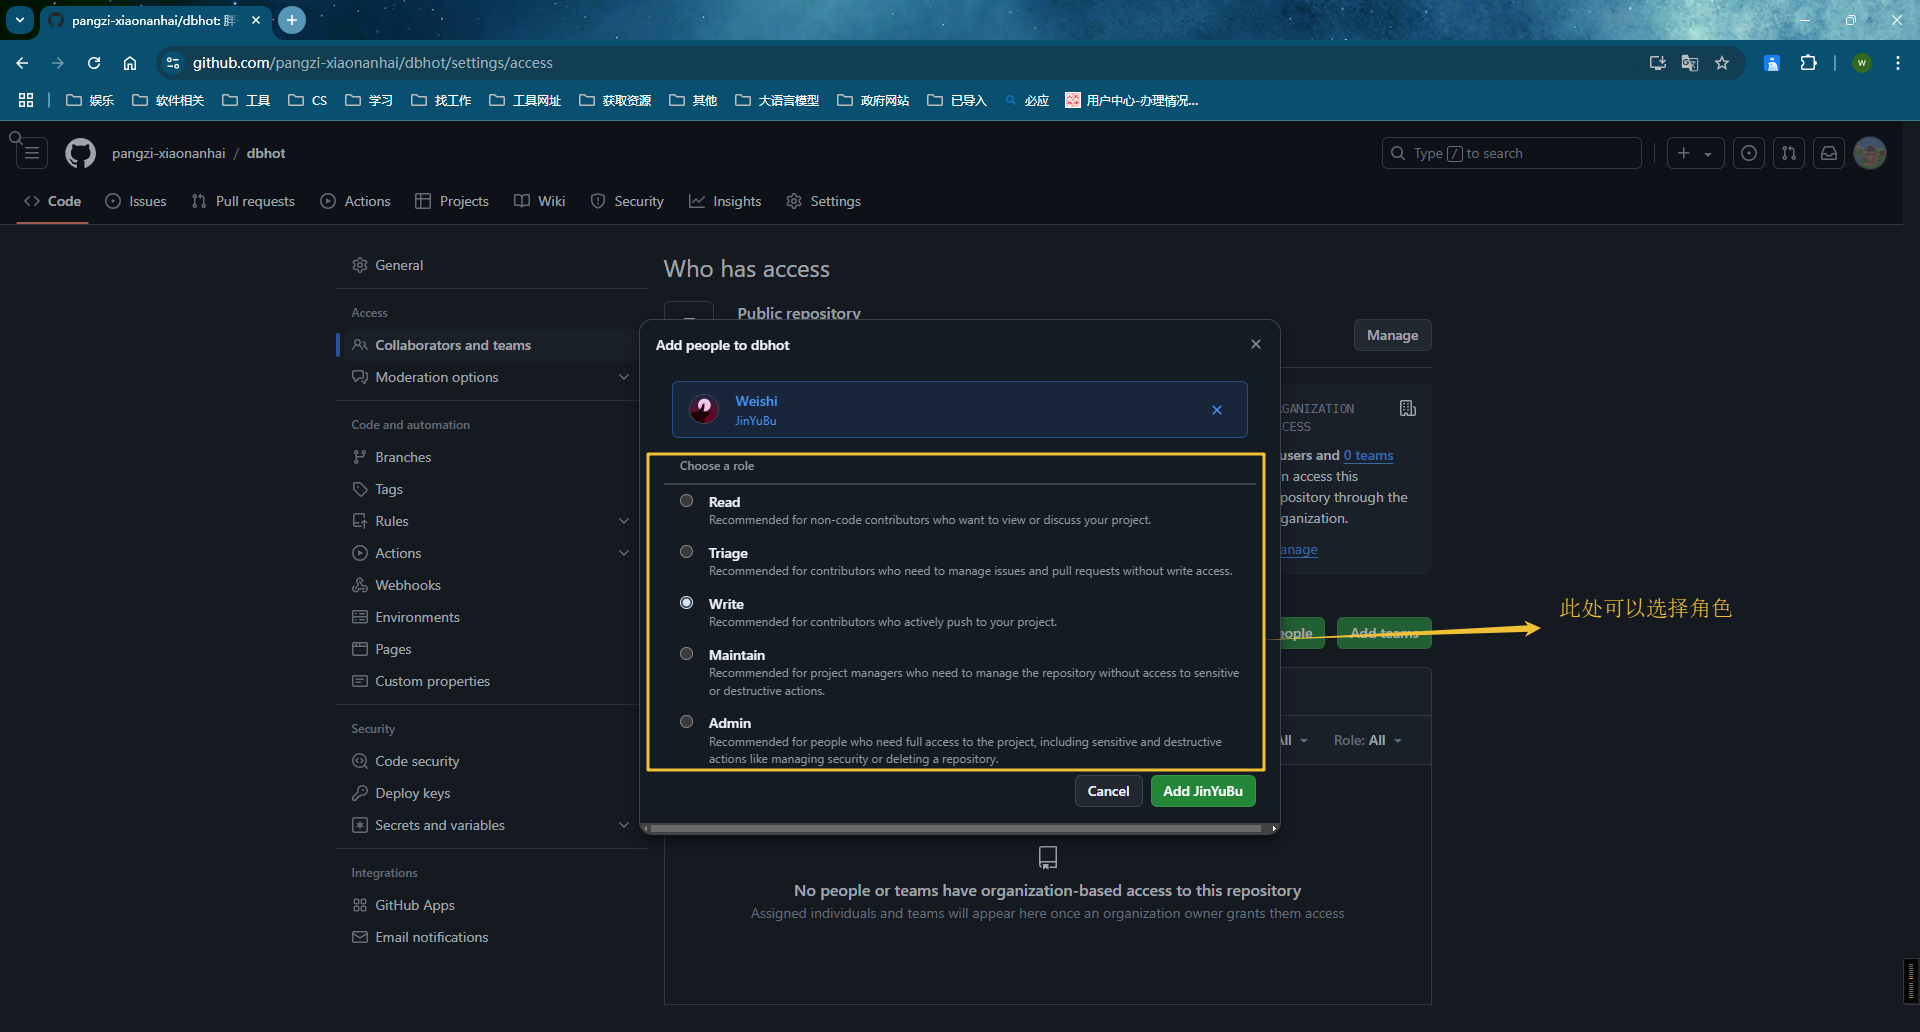 pangzi-xiaonanhai/dbhot: 胖
github.com/pangzi-xiaonanhai/dbhot/settings/access
W
娱乐
软件相关
工具
CS
学习
找工作
工具网址
获取资源
其他
大语言模型
政府网站
已导入
必应
用户中心-办理情况...
pangzi-xiaonanhai / dbhot
Type / to search
Code
Issues
Pull requests
Actions
Projects
Wiki
Security
Insights
Settings
General
Access
Collaborators and teams
Moderation options
Code and automation
Branches
Tags
Rules
Actions
Webhooks
Environments
Pages
Custom properties
Security
Code security
Deploy keys
Secrets and variables
Integrations
GitHub Apps
Email notifications
Who has access
Public repository
Manage
Add people to dbhot
Weishi
JinYuBu
Choose a role
Read
Recommended for non-code contributors who want to view or discuss your project.
Triage
Recommended for contributors who need to manage issues and pull requests without write access.
Write
Recommended for contributors who actively push to your project.
Maintain
Recommended for project managers who need to manage the repository without access to sensitive
or destructive actions.
Admin
Recommended for people who need full access to the project, including sensitive and destructive
actions like managing security or deleting a repository.
Cancel
Add JinYuBu
GANIZATION
CESS
users and 0 teams
n access this
pository through the
ganization.
anage
eople
Add teams
此处可以选择角色
All
Role: All
No people or teams have organization-based access to this repository
Assigned individuals and teams will appear here once an organization owner grants them access